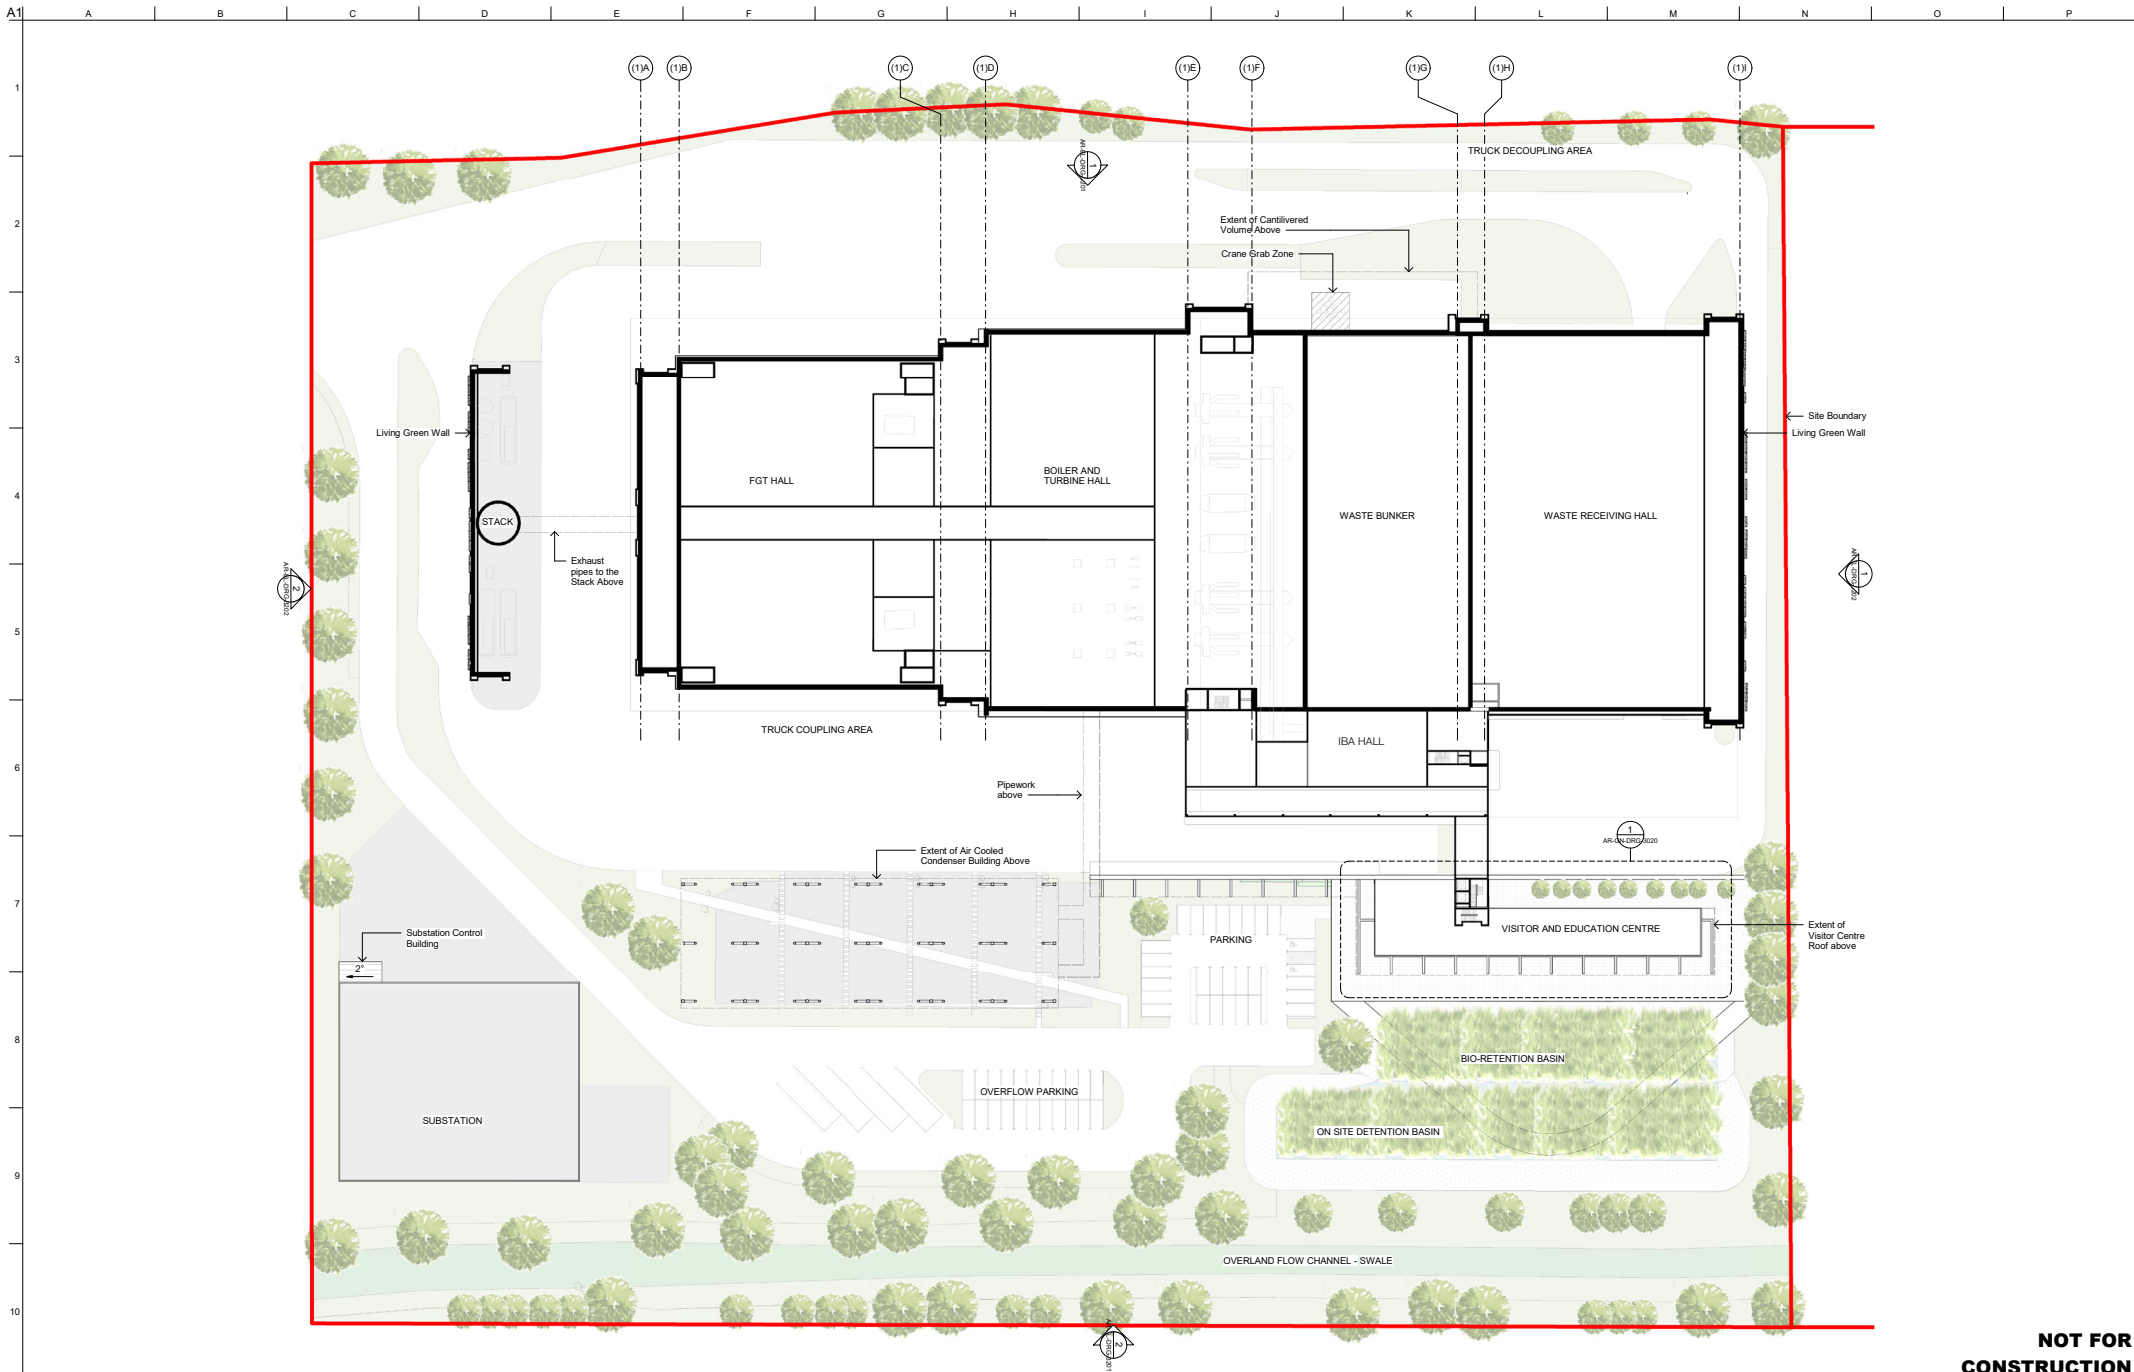 A1
A B C D E F G H I J K L M N O P
(1)A (1)B (1)C (1)D (1)E (1)F (1)G (1)H (1)I
1
TRUCK DECOUPLING AREA
1
2
Extent of Cantilivered
Volume Above
Crane Grab Zone
3
Site Boundary
Living Green Wall
Living Green Wall
FGT HALL
BOILER AND
TURBINE HALL
4
STACK
WASTE BUNKER
WASTE RECEIVING HALL
Exhaust
pipes to the
Stack Above
2
1
5
TRUCK COUPLING AREA
IBA HALL
6
Pipework
above
1
AR-ON-DRG-3020
Extent of Air Cooled
Condenser Building Above
7
Substation Control
Building
PARKING
VISITOR AND EDUCATION CENTRE
Extent of
Visitor Centre
Roof above
2°
8
BIO-RETENTION BASIN
OVERFLOW PARKING
SUBSTATION
ON SITE DETENTION BASIN
9
OVERLAND FLOW CHANNEL - SWALE
10
2
NOT FOR
CONSTRUCTION